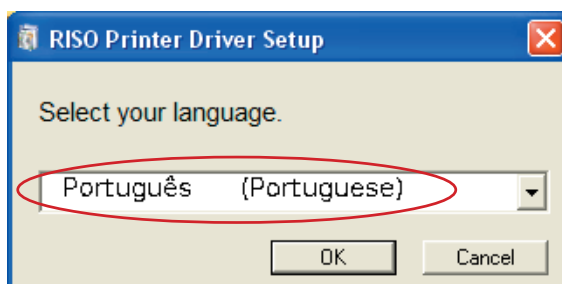 RISO Printer Driver Setup
Select your language.
Português (Portuguese)
OK Cancel